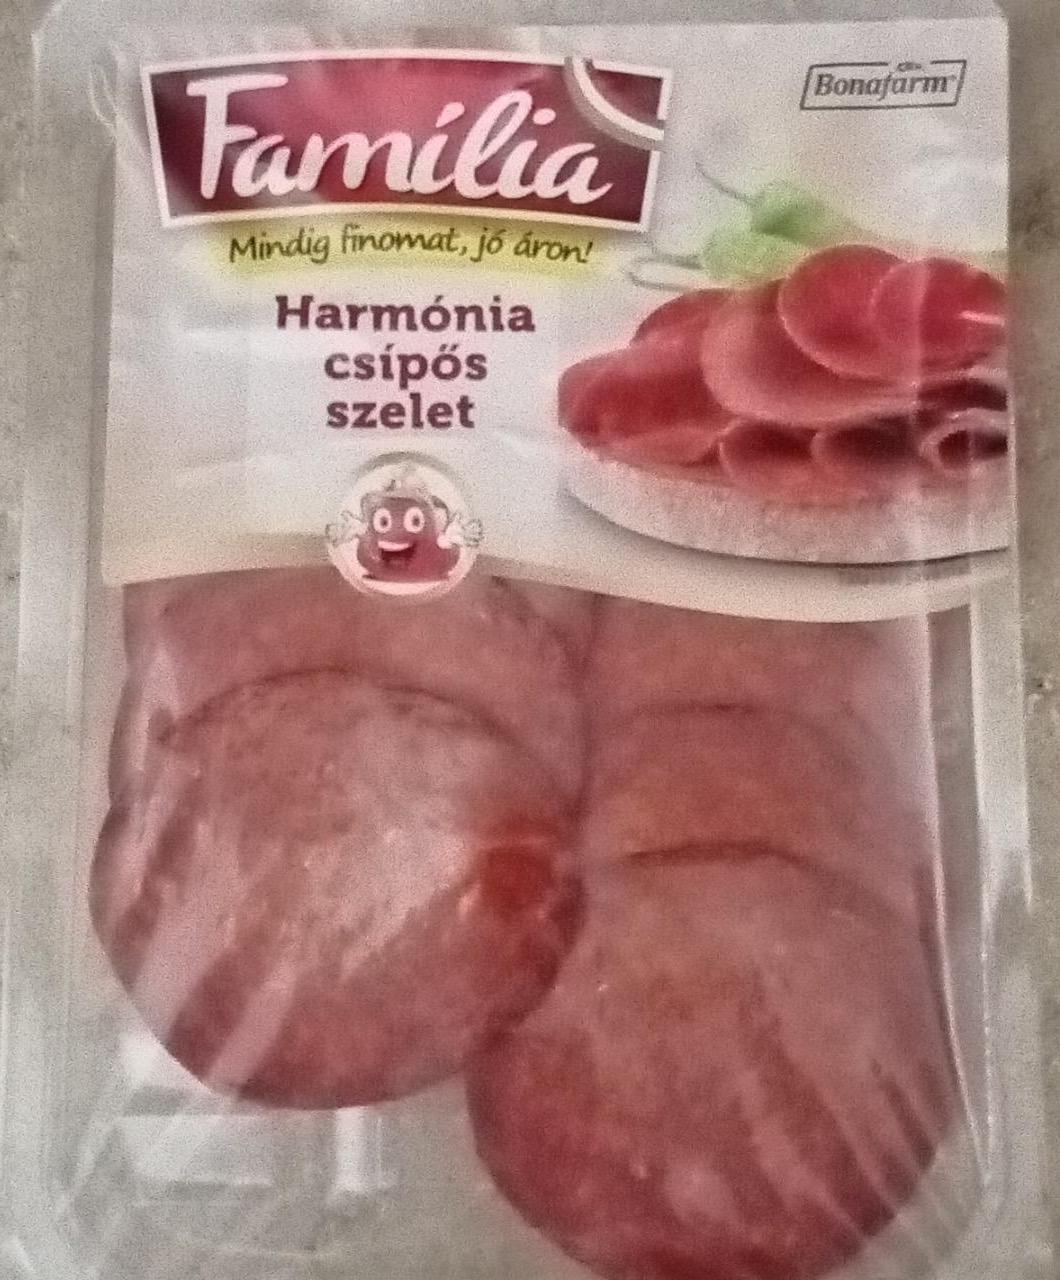 Família
Bonafarm
Mindig finomat, jó áron!
Harmónia
csípős
szelet